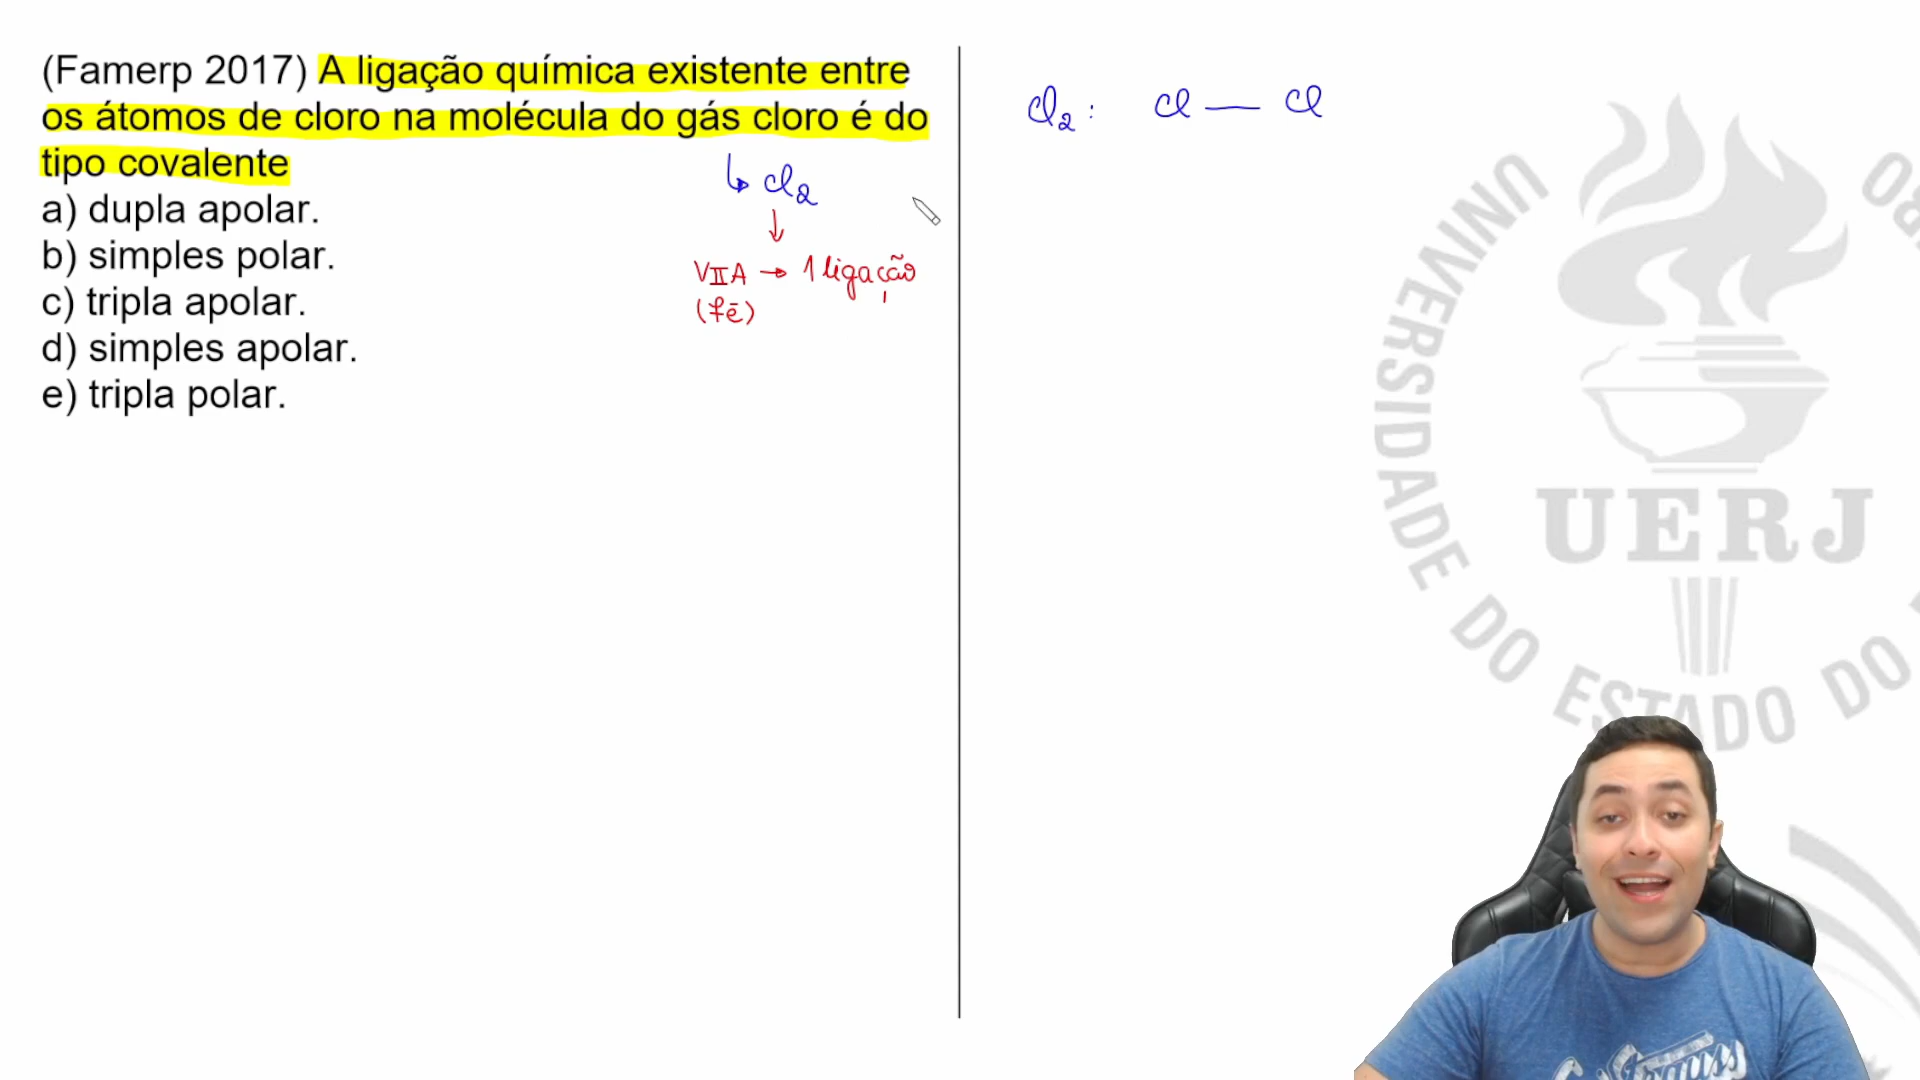 (Famerp 2017) A ligação química existente entre
os átomos de cloro na molécula do gás cloro é do
tipo covalente
a) dupla apolar.
b) simples polar.
c) tripla apolar.
d) simples apolar.
e) tripla polar.
↳ Cl₂
↓
VIIA → 1 ligação
(7ē)
Cl₂: Cl — Cl
UNIVERSIDADE DO ESTADO DO
RO
UERJ